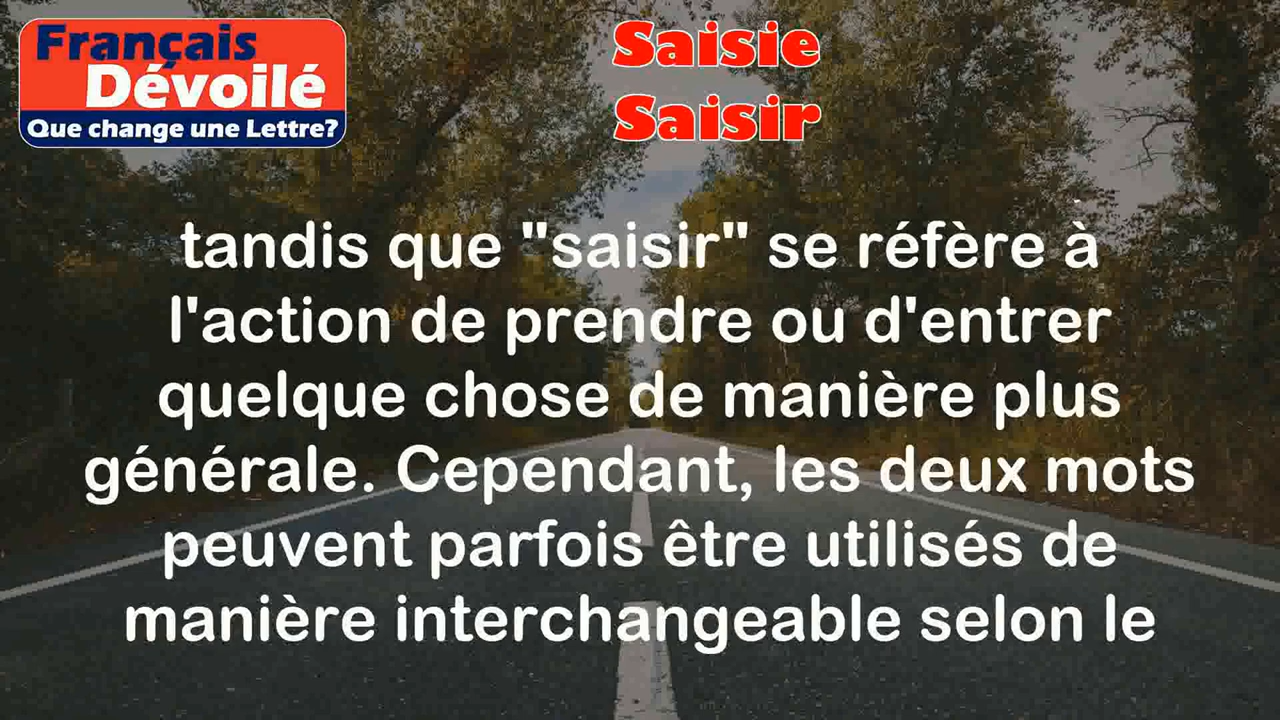 Français
Dévoilé
Que change une Lettre?
Saisie
Saisir
tandis que "saisir" se réfère à
l'action de prendre ou d'entrer
quelque chose de manière plus
générale. Cependant, les deux mots
peuvent parfois être utilisés de
manière interchangeable selon le